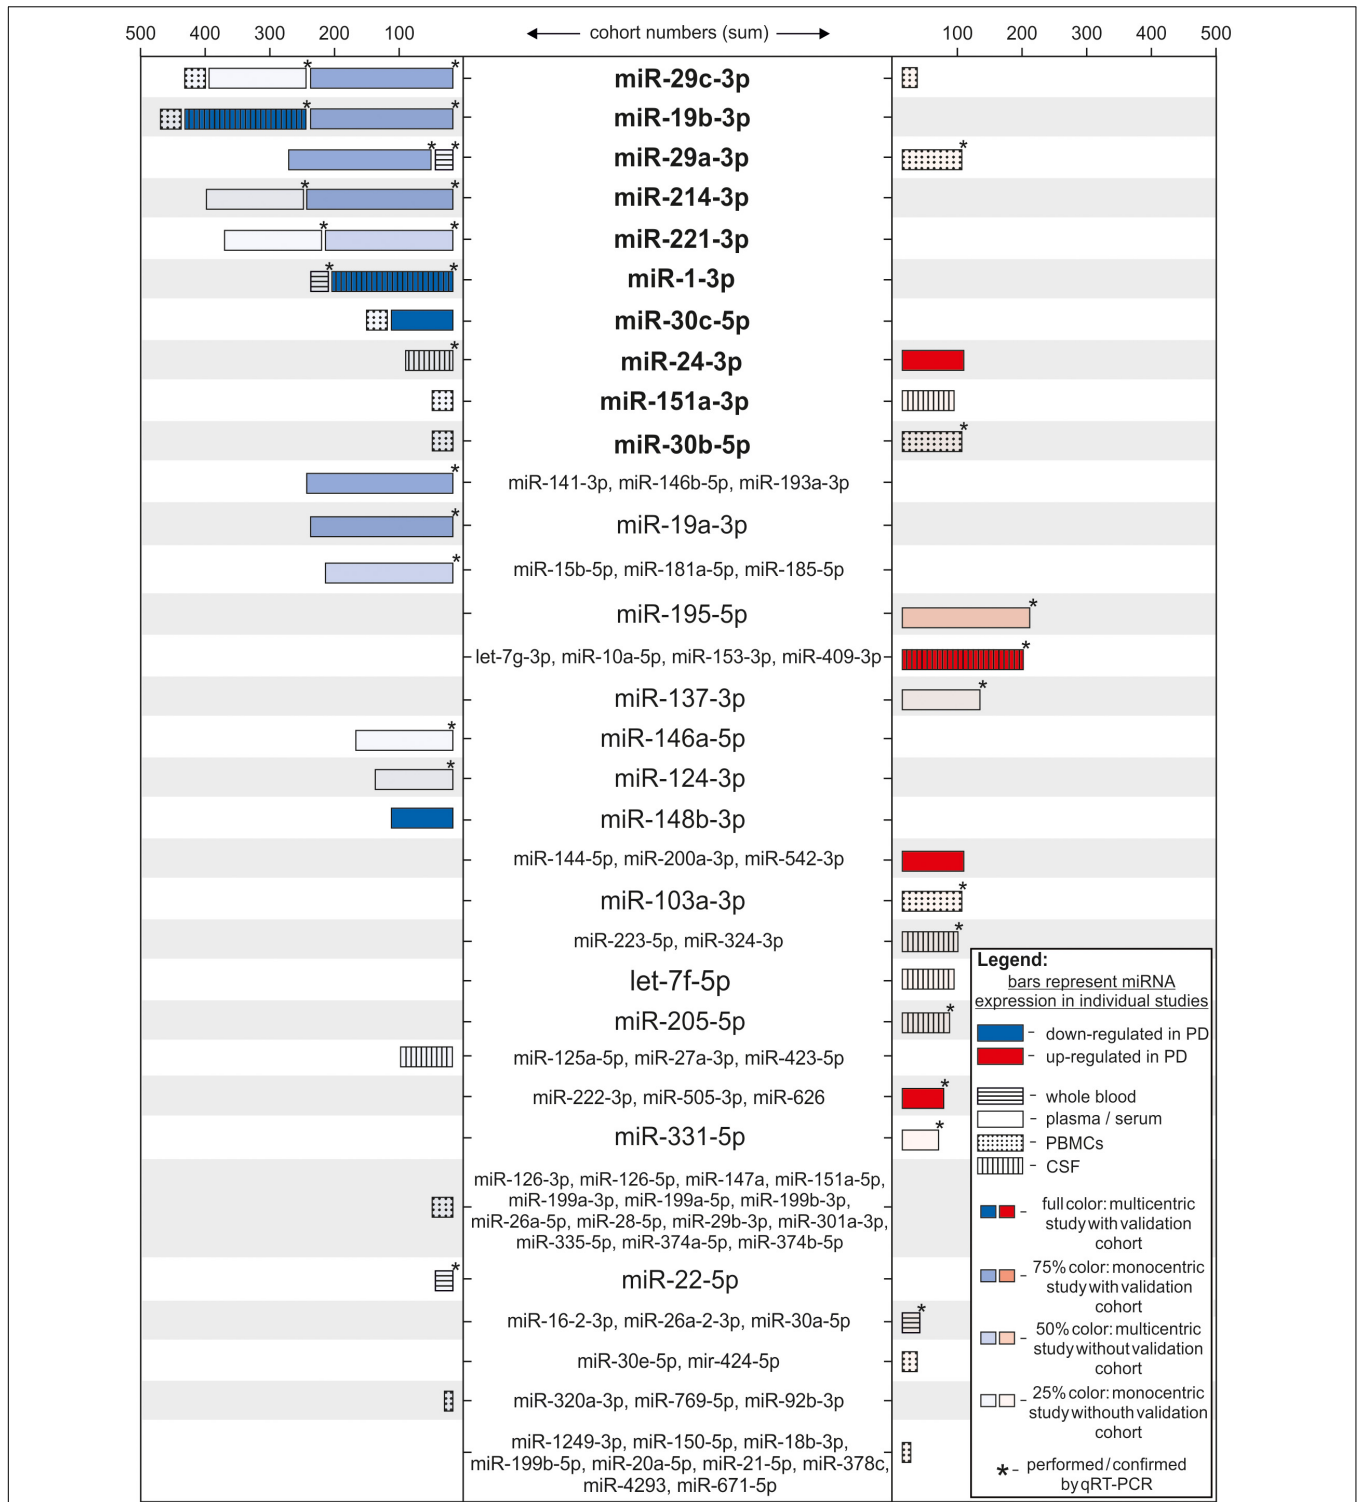 500 400 300 200 100 cohort numbers (sum) 100 200 300 400 500
* * miR-29c-3p
* * miR-19b-3p
* * miR-29a-3p *
* * miR-214-3p
* * miR-221-3p
* * miR-1-3p
miR-30c-5p
* miR-24-3p
miR-151a-3p
miR-30b-5p *
* miR-141-3p, miR-146b-5p, miR-193a-3p
* miR-19a-3p
* miR-15b-5p, miR-181a-5p, miR-185-5p
miR-195-5p *
let-7g-3p, miR-10a-5p, miR-153-3p, miR-409-3p *
miR-137-3p *
* miR-146a-5p
* miR-124-3p
miR-148b-3p
miR-144-5p, miR-200a-3p, miR-542-3p
miR-103a-3p *
miR-223-5p, miR-324-3p *
let-7f-5p
miR-205-5p *
miR-125a-5p, miR-27a-3p, miR-423-5p
miR-222-3p, miR-505-3p, miR-626 *
miR-331-5p *
miR-126-3p, miR-126-5p, miR-147a, miR-151a-5p,
miR-199a-3p, miR-199a-5p, miR-199b-3p,
miR-26a-5p, miR-28-5p, miR-29b-3p, miR-301a-3p,
miR-335-5p, miR-374a-5p, miR-374b-5p
* miR-22-5p
miR-16-2-3p, miR-26a-2-3p, miR-30a-5p *
miR-30e-5p, mir-424-5p
miR-320a-3p, miR-769-5p, miR-92b-3p
miR-1249-3p, miR-150-5p, miR-18b-3p,
miR-199b-5p, miR-20a-5p, miR-21-5p, miR-378c,
miR-4293, miR-671-5p
Legend:
bars represent miRNA
expression in individual studies
- down-regulated in PD
- up-regulated in PD
- whole blood
- plasma / serum
- PBMCs
- CSF
- full color: multicentric
study with validation
cohort
- 75% color: monocentric
study with validation
cohort
- 50% color: multicentric
study without validation
cohort
- 25% color: monocentric
study withouth validation
cohort
* - performed / confirmed
by qRT-PCR